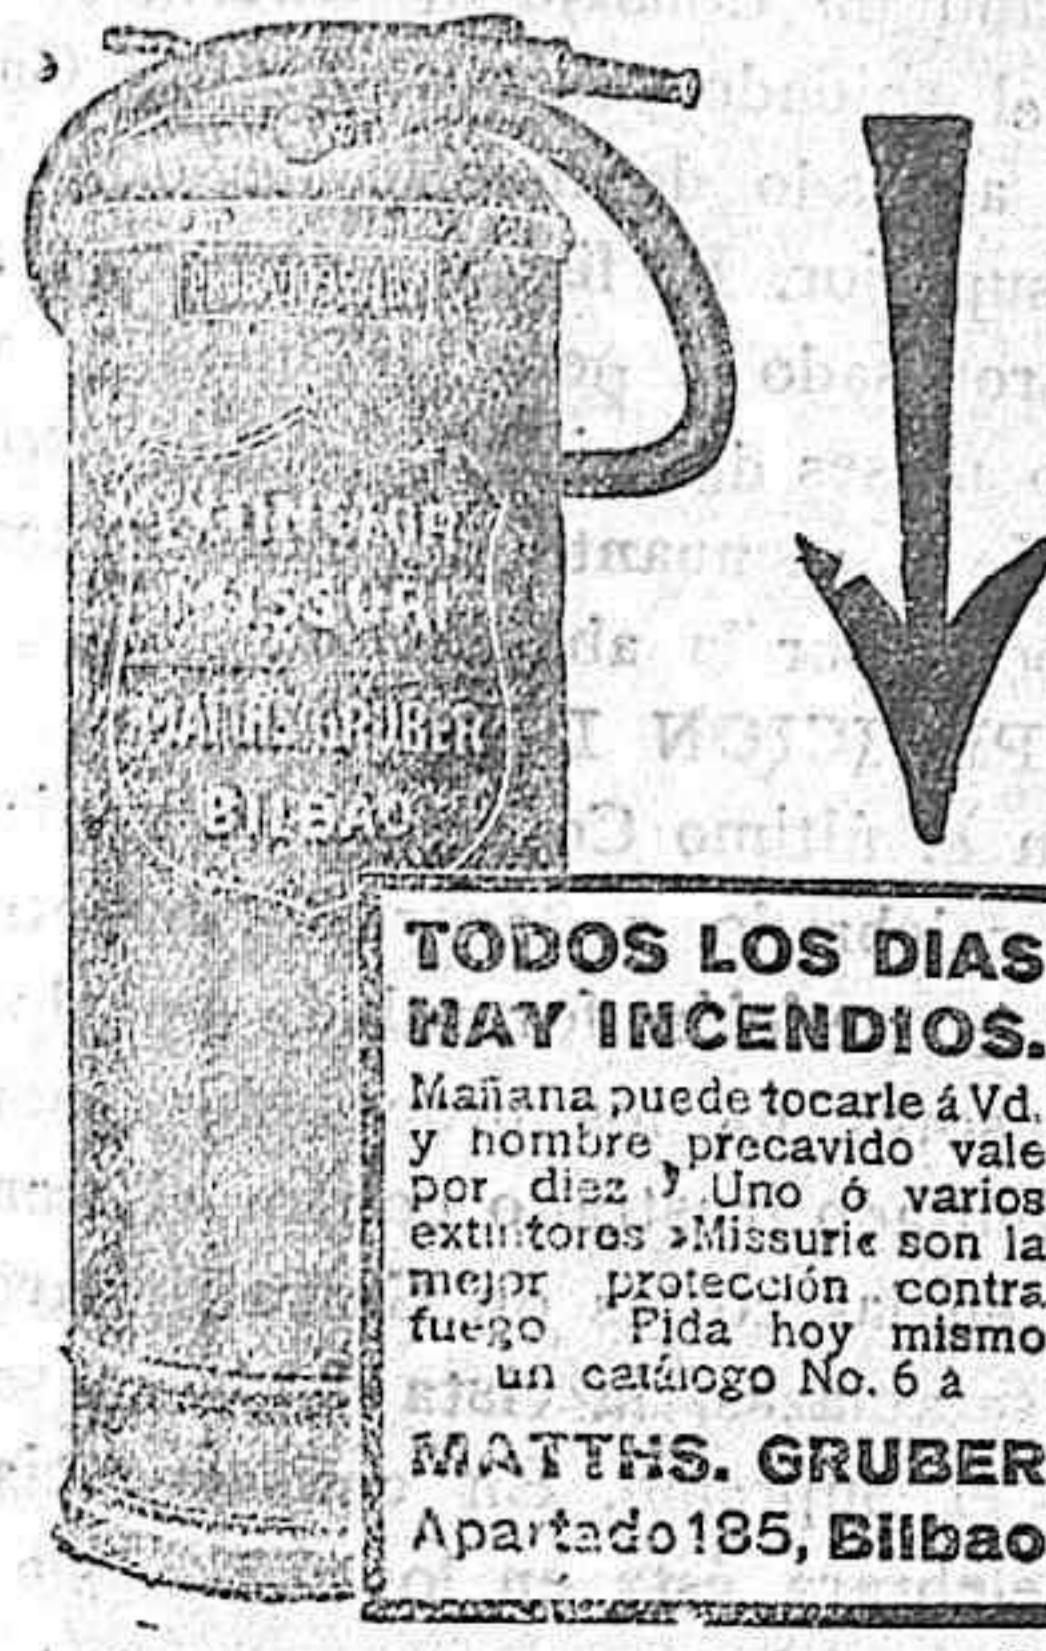 MISSURI
MATTHS. GRUBER
BILBAO
TODOS LOS DIAS
HAY INCENDIOS.
Mañana puede tocarle á Vd.
y hombre precavido vale
por diez Uno ó varios
extintores »Missuri« son la
mejor protección contra
fuego Pida hoy mismo
un catálogo No. 6 a
MATTHS. GRUBER
Apartado 185, Bilbao